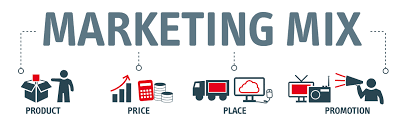 MARKETING MIX
PRODUCT
PRICE
PLACE
PROMOTION